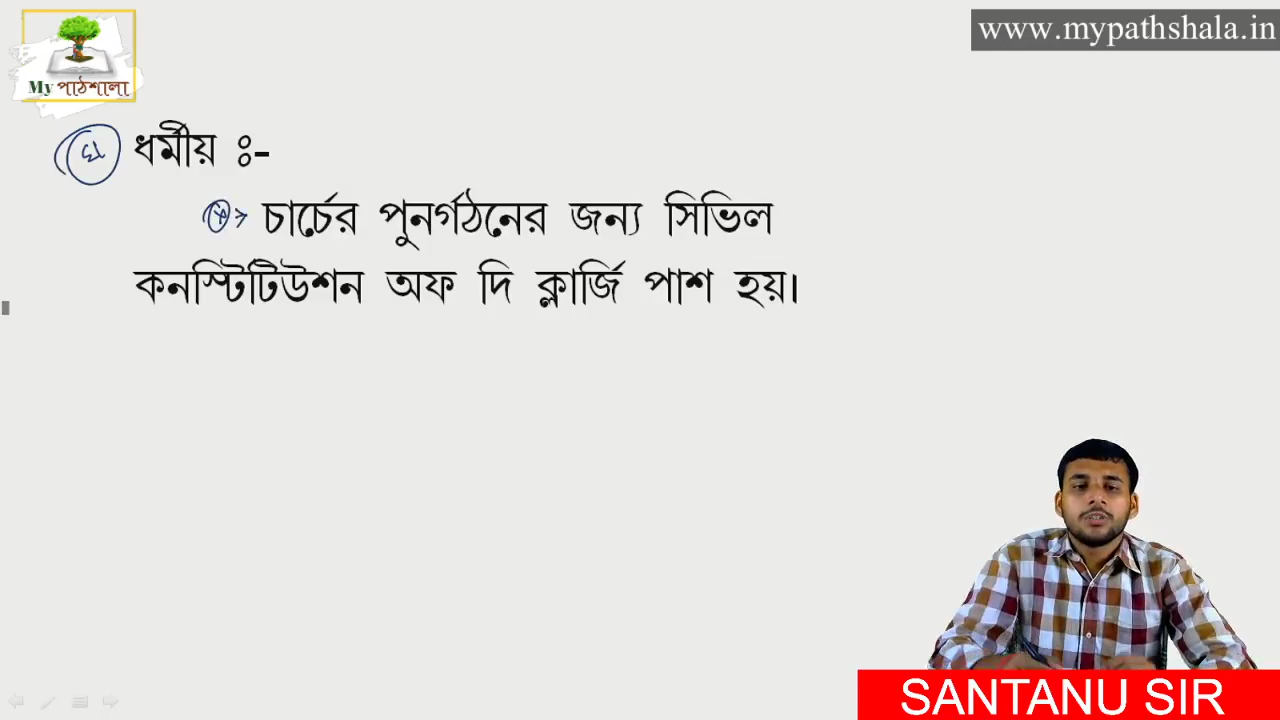 www.mypathshala.in
My পাঠশালা
ঘ ধর্মীয় ঃ-
চার্চের পুনর্গঠনের জন্য সিভিল
কনস্টিটিউশন অফ দি ক্লার্জি পাশ হয়।
SANTANU SIR